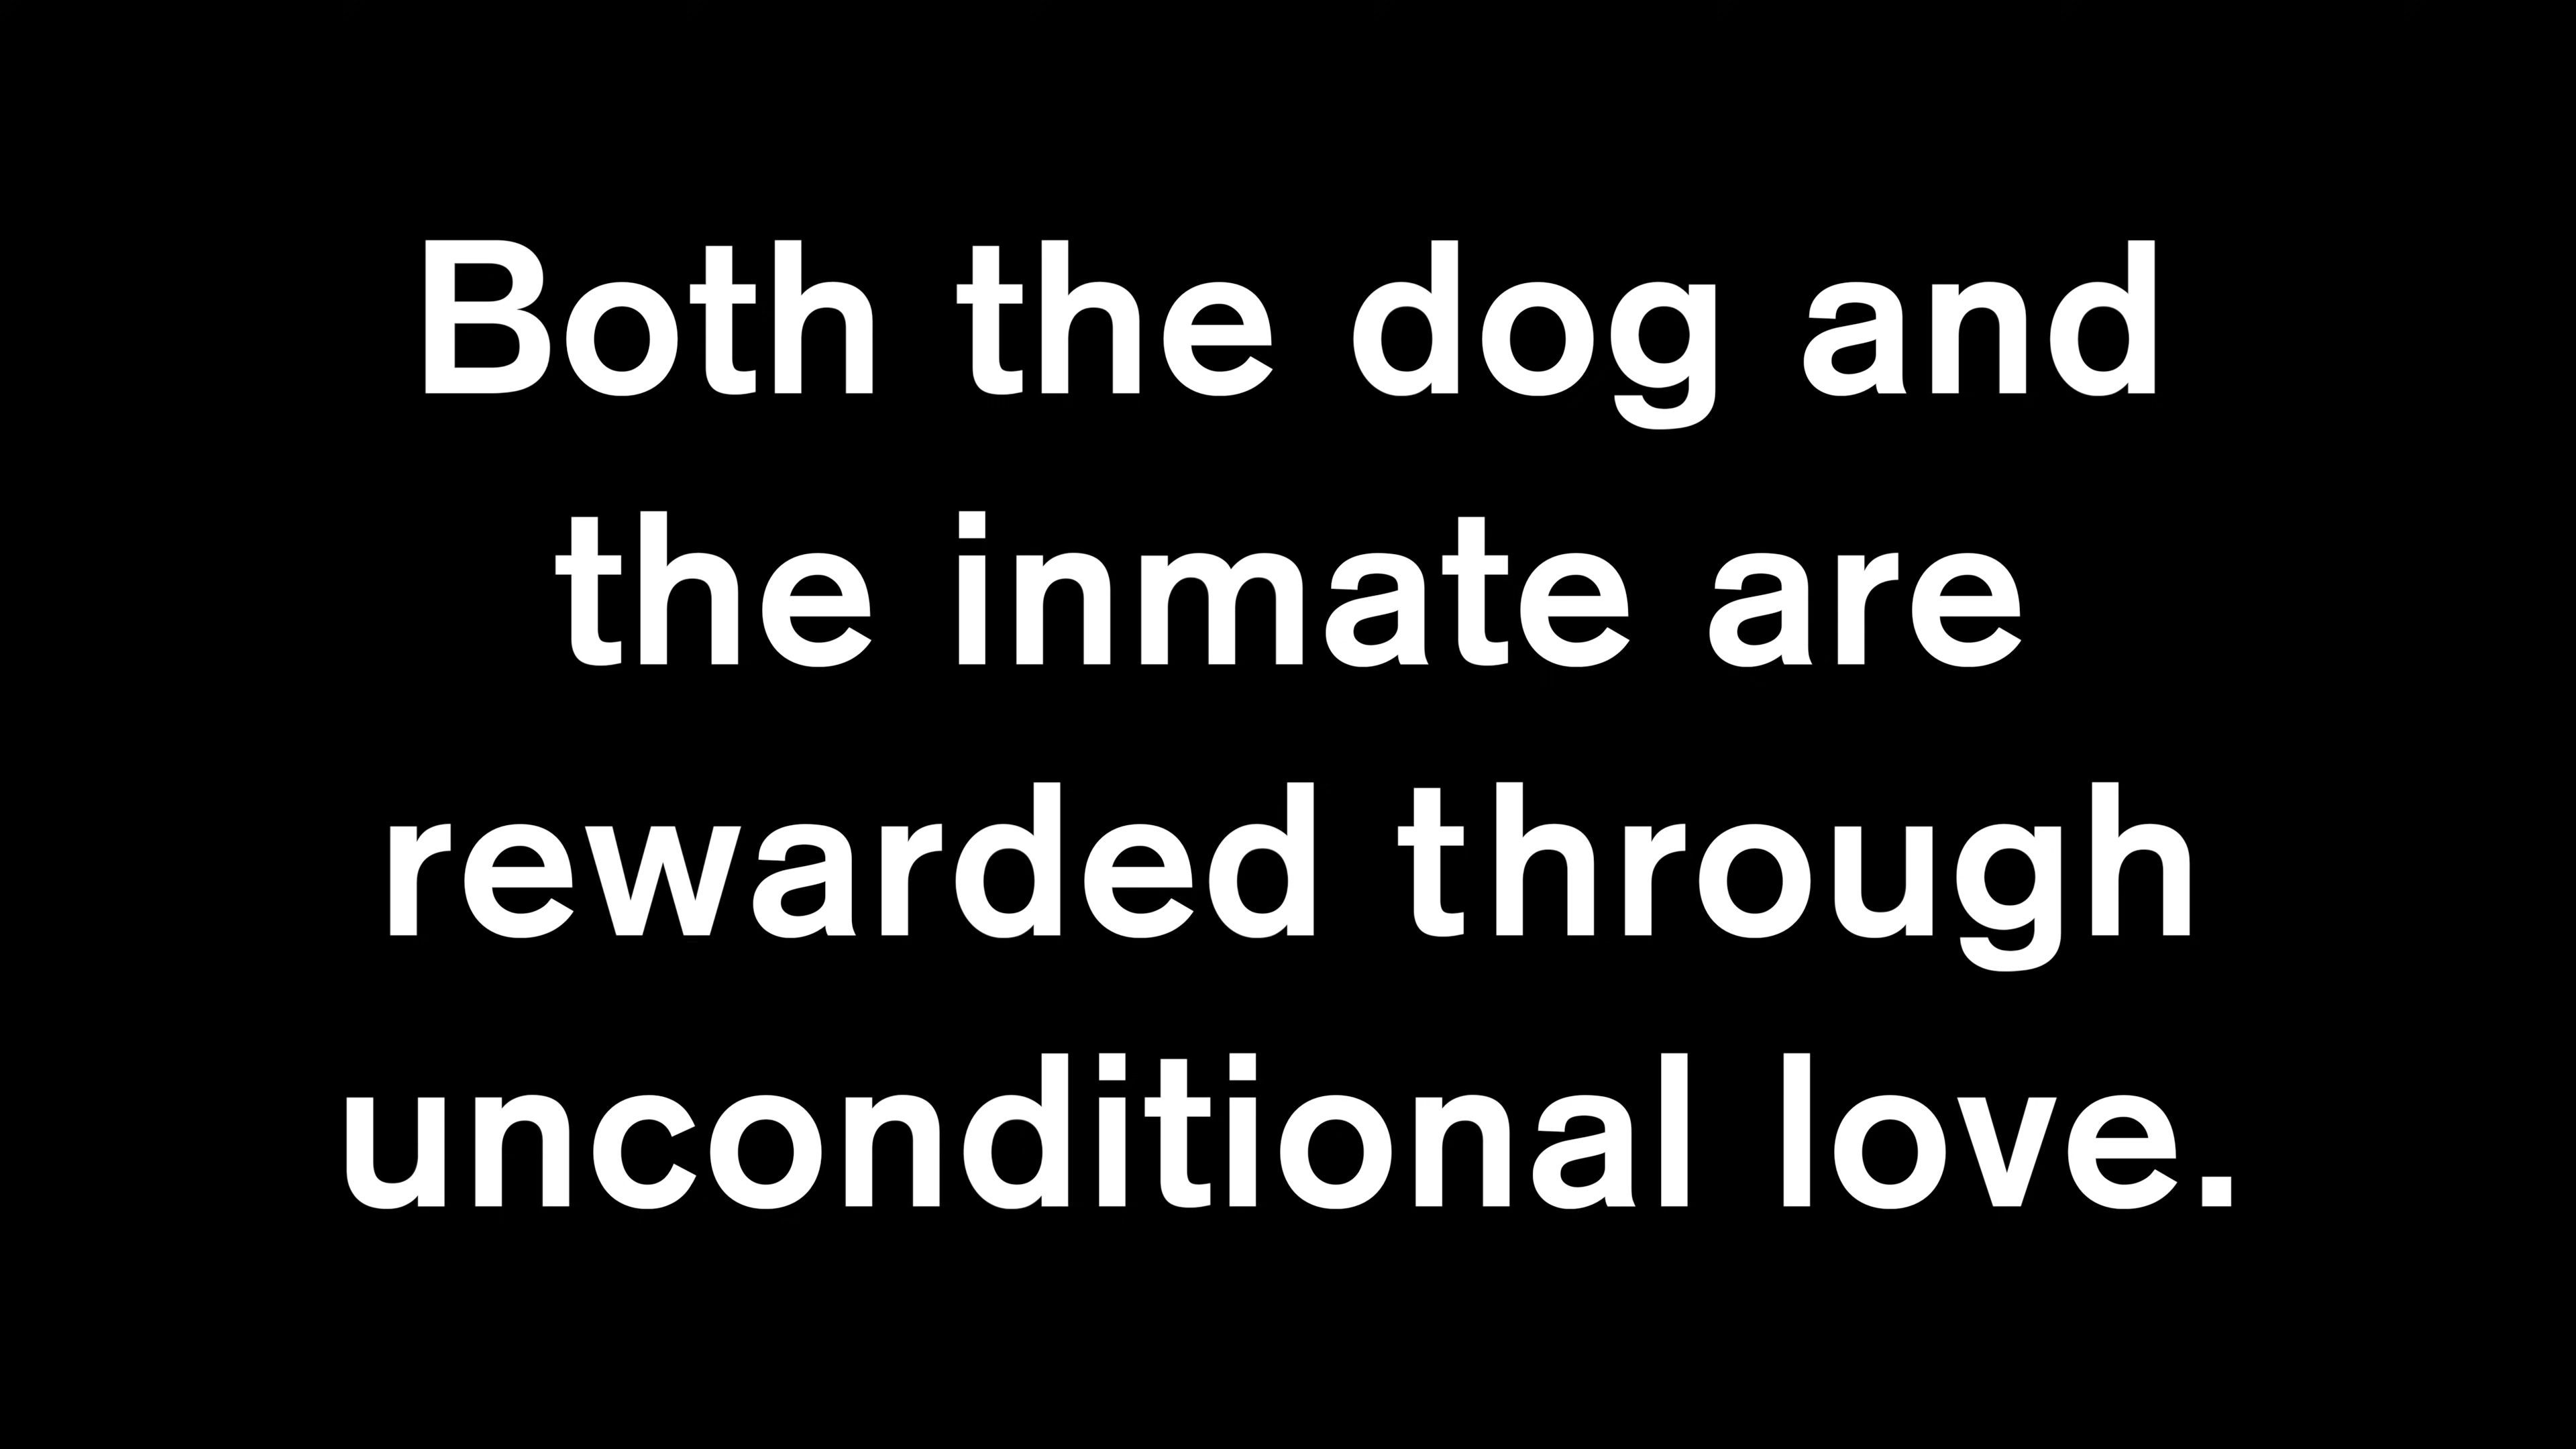 Both the dog and
the inmate are
rewarded through
unconditional love.